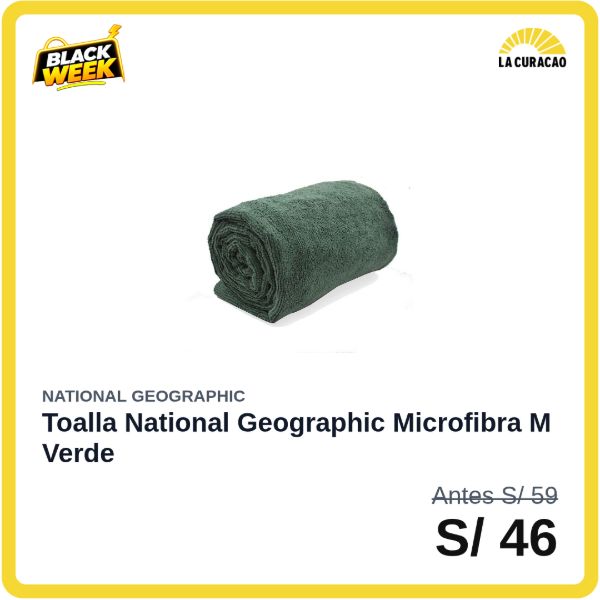 BLACK
WEEK
LA CURACAO
NATIONAL GEOGRAPHIC
Toalla National Geographic Microfibra M
Verde
Antes S/ 59
S/ 46